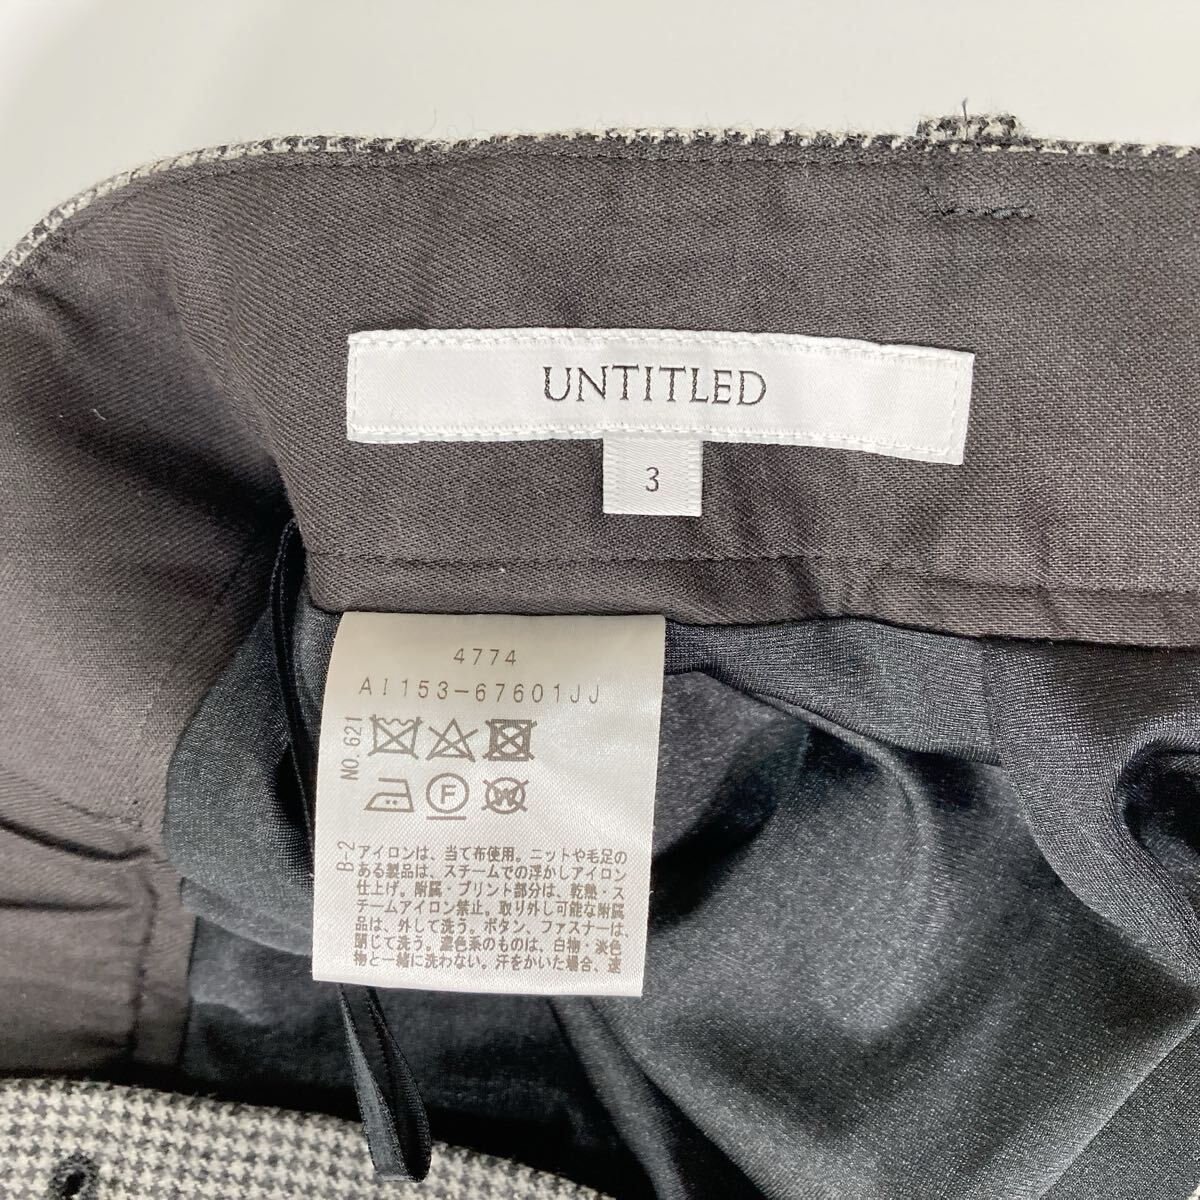 UNTITLED
3
4774
AI153-67601JJ
NO.621
F
W
B-2
アイロンは、当て布使用。ニットや毛足の
ある製品は、スチームでの浮かしアイロン
仕上げ。附属・プリント部分は、乾熱・ス
チームアイロン禁止。取り外し可能な附属
品は、外して洗う。ボタン、ファスナーは、
閉じて洗う。濃色系のものは、白物・淡色
物と一緒に洗わない。汗をかいた場合、速